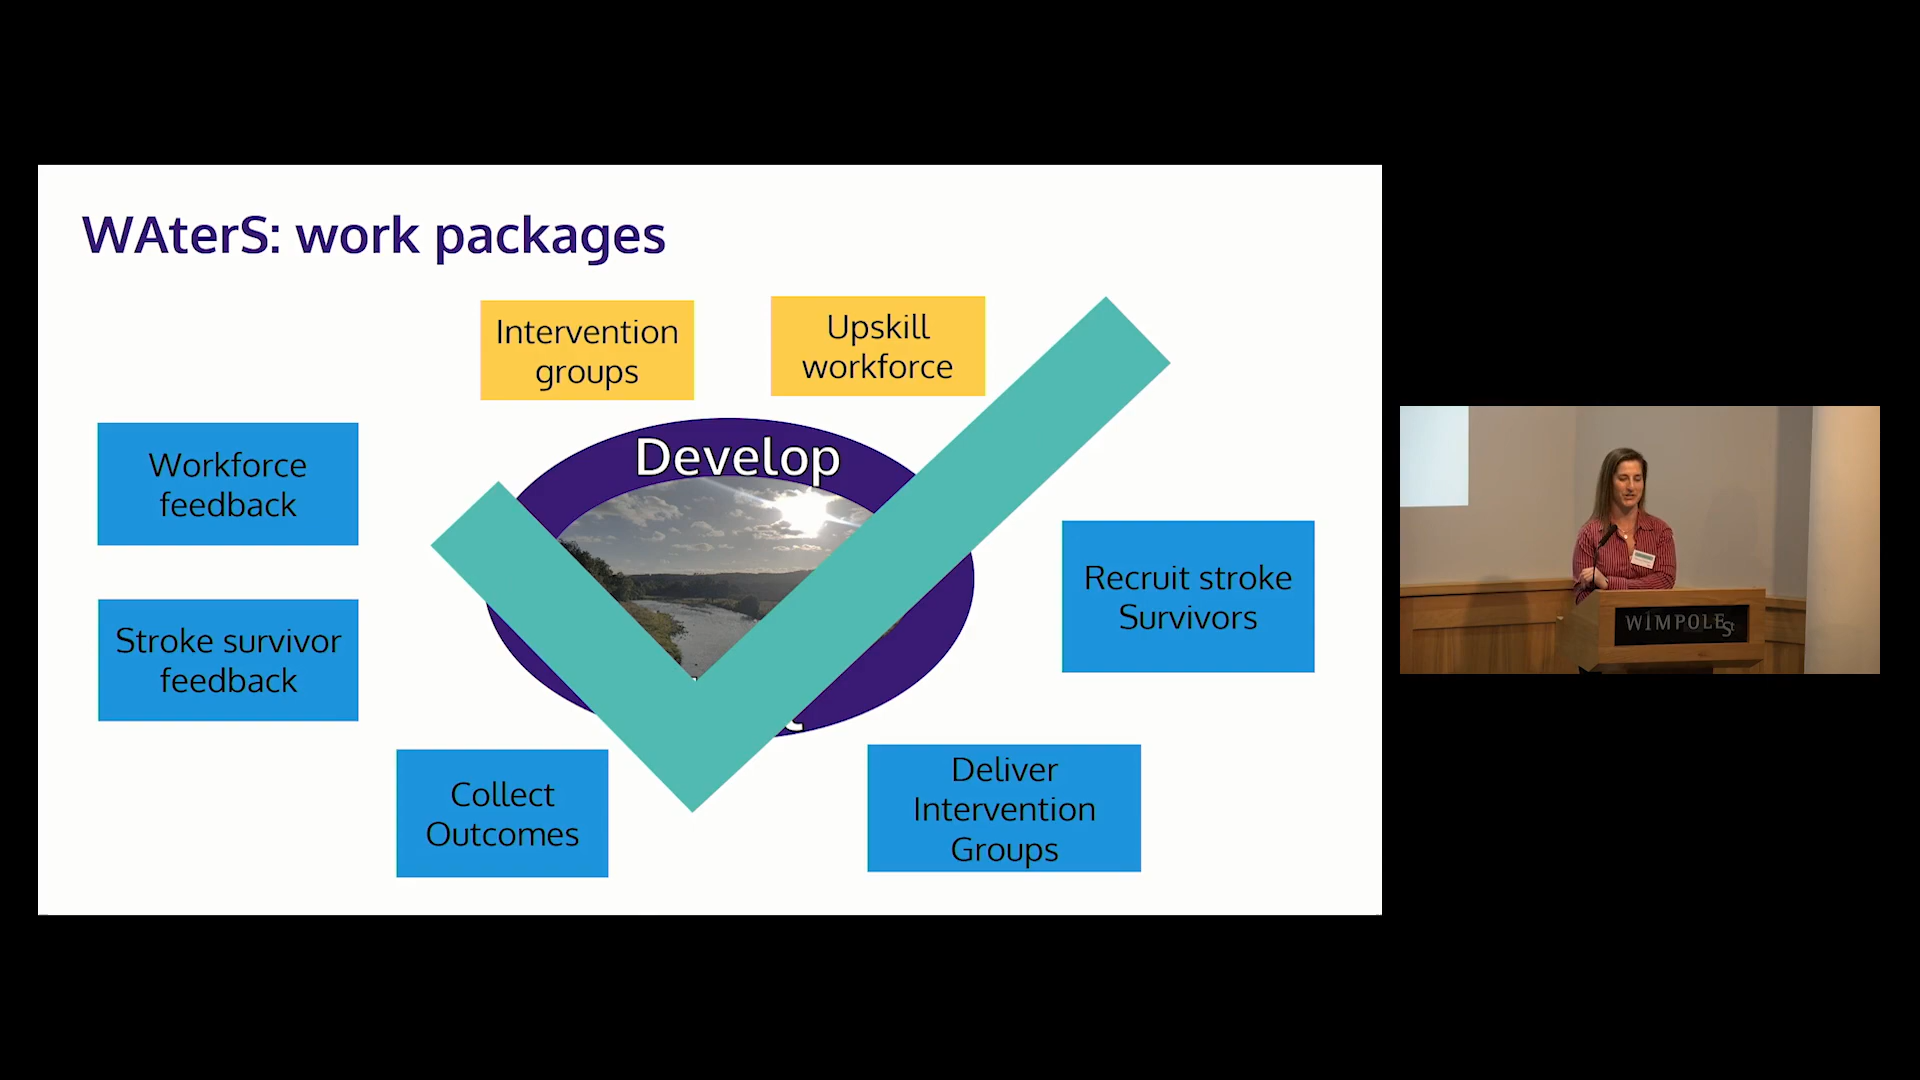 WAterS: work packages
Intervention
groups
Upskill
workforce
Develop
Workforce
feedback
Recruit stroke
Survivors
Stroke survivor
feedback
Collect
Outcomes
Deliver
Intervention
Groups
WIMPOLE St